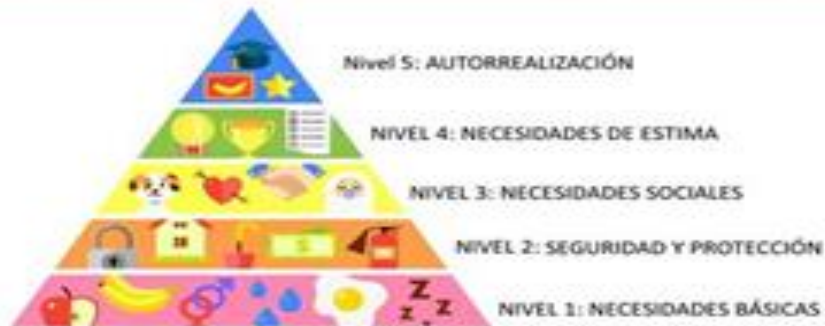 Nivel 5: AUTORREALIZACIÓN
NIVEL 4: NECESIDADES DE ESTIMA
NIVEL 3: NECESIDADES SOCIALES
NIVEL 2: SEGURIDAD Y PROTECCIÓN
NIVEL 1: NECESIDADES BÁSICAS
$
Z
Z
Z